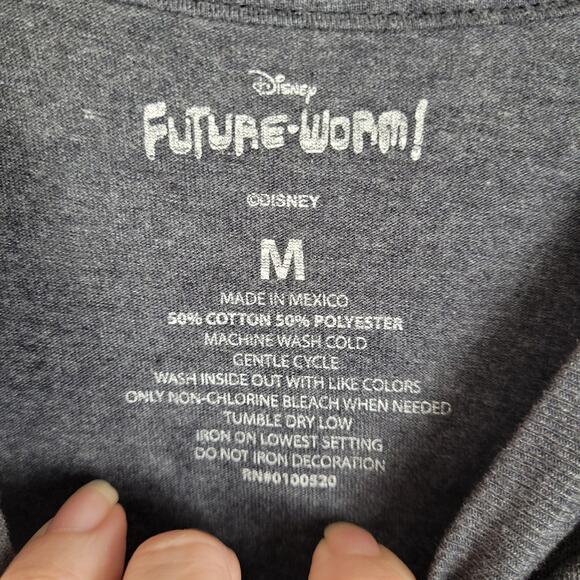 Disney
FUTURE-WORM!
©DISNEY
M
MADE IN MEXICO
50% COTTON 50% POLYESTER
MACHINE WASH COLD
GENTLE CYCLE
WASH INSIDE OUT WITH LIKE COLORS
ONLY NON-CHLORINE BLEACH WHEN NEEDED
TUMBLE DRY LOW
IRON ON LOWEST SETTING
DO NOT IRON DECORATION
RN#0100520